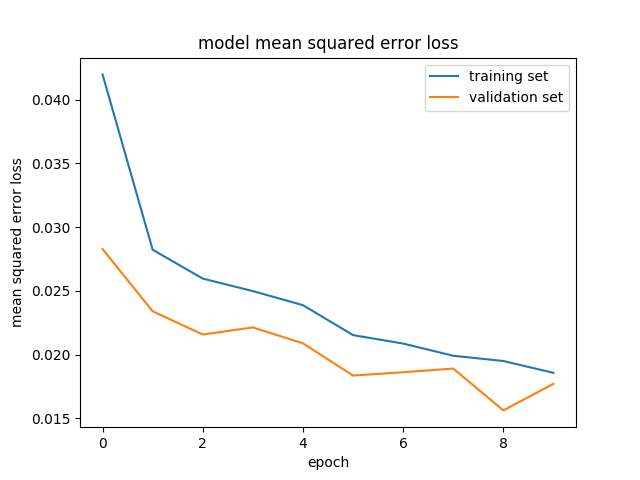 model mean squared error loss
training set
validation set
0.040
0.035
0.030
0.025
0.020
0.015
mean squared error loss
0 2 4 6 8
epoch